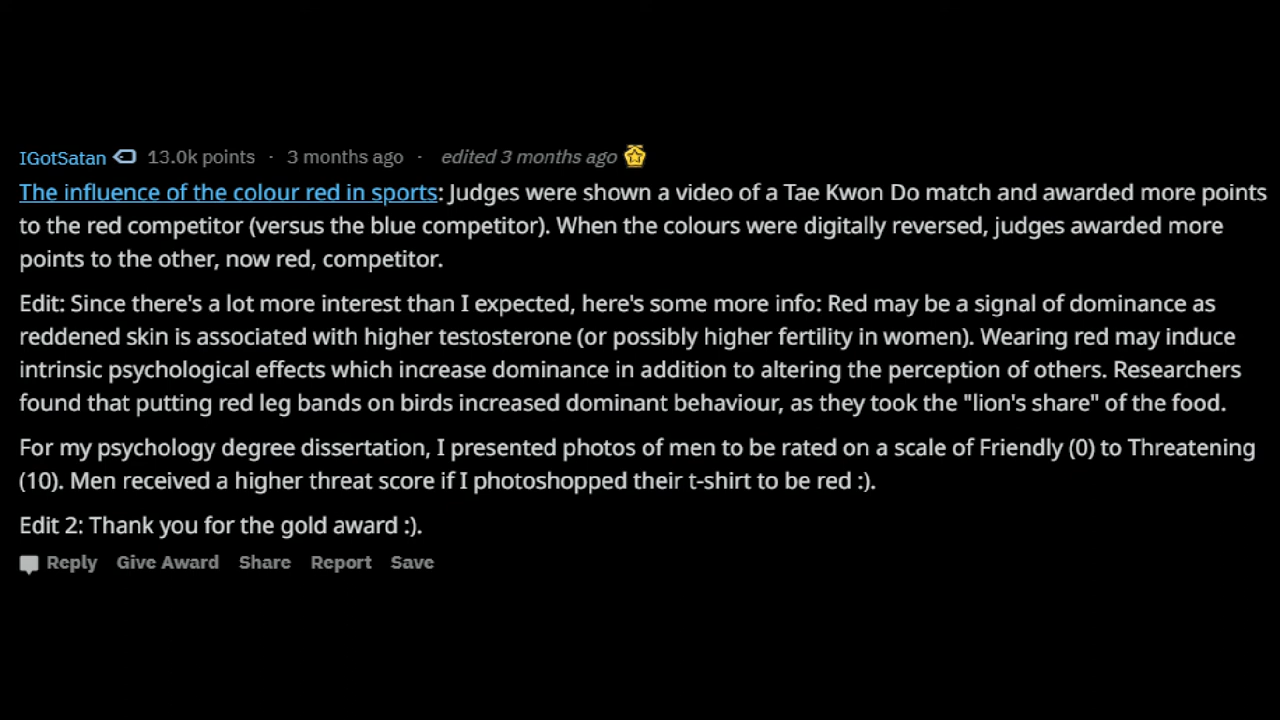 IGotSatan 13.0k points · 3 months ago · edited 3 months ago
The influence of the colour red in sports: Judges were shown a video of a Tae Kwon Do match and awarded more points
to the red competitor (versus the blue competitor). When the colours were digitally reversed, judges awarded more
points to the other, now red, competitor.
Edit: Since there's a lot more interest than I expected, here's some more info: Red may be a signal of dominance as
reddened skin is associated with higher testosterone (or possibly higher fertility in women). Wearing red may induce
intrinsic psychological effects which increase dominance in addition to altering the perception of others. Researchers
found that putting red leg bands on birds increased dominant behaviour, as they took the "lion's share" of the food.
For my psychology degree dissertation, I presented photos of men to be rated on a scale of Friendly (0) to Threatening
(10). Men received a higher threat score if I photoshopped their t-shirt to be red :).
Edit 2: Thank you for the gold award :).
Reply Give Award Share Report Save